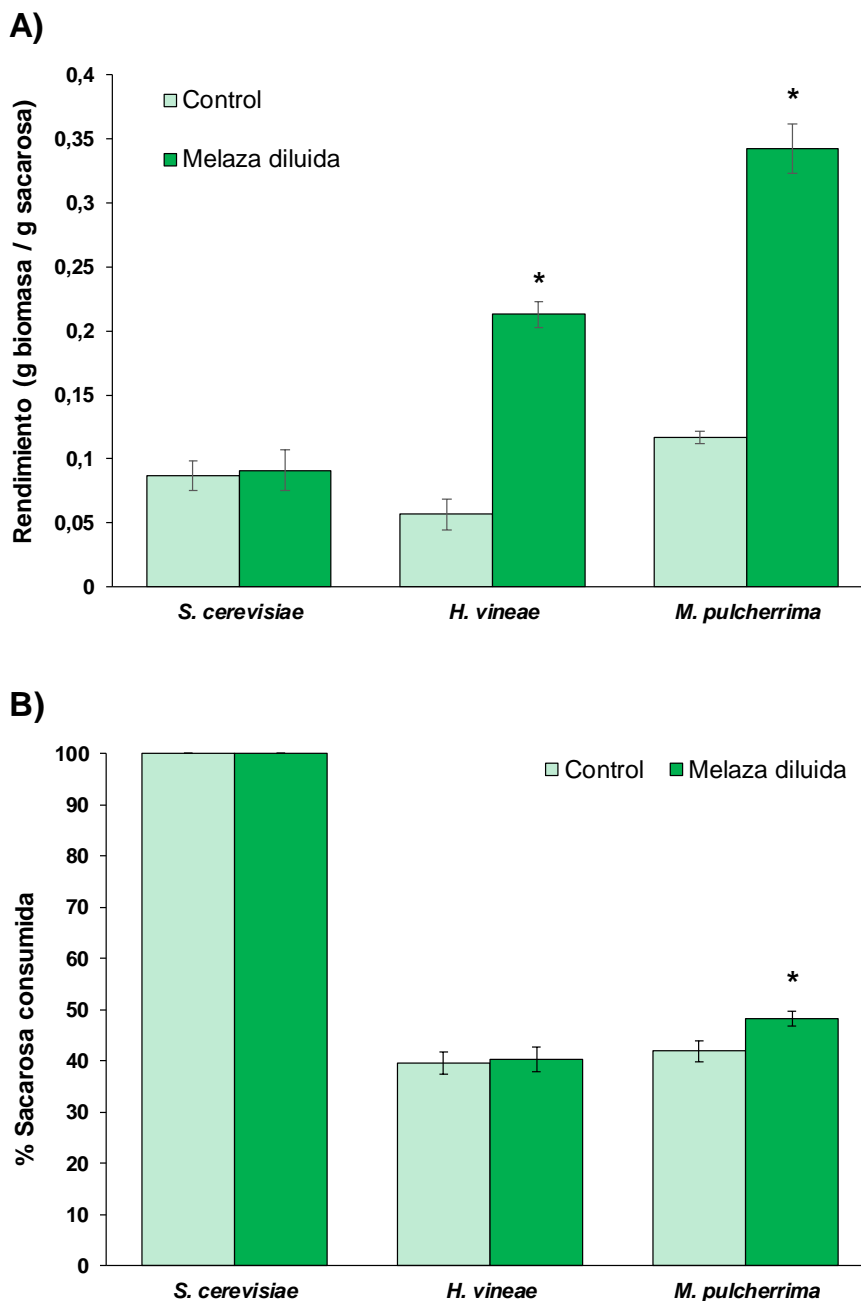 A)
Rendimiento (g biomasa / g sacarosa)
0,4
0,35
0,3
0,25
0,2
0,15
0,1
0,05
0
Control
Melaza diluida
*
*
S. cerevisiae
H. vineae
M. pulcherrima
B)
% Sacarosa consumida
100
90
80
70
60
50
40
30
20
10
0
Control
Melaza diluida
*
S. cerevisiae
H. vineae
M. pulcherrima